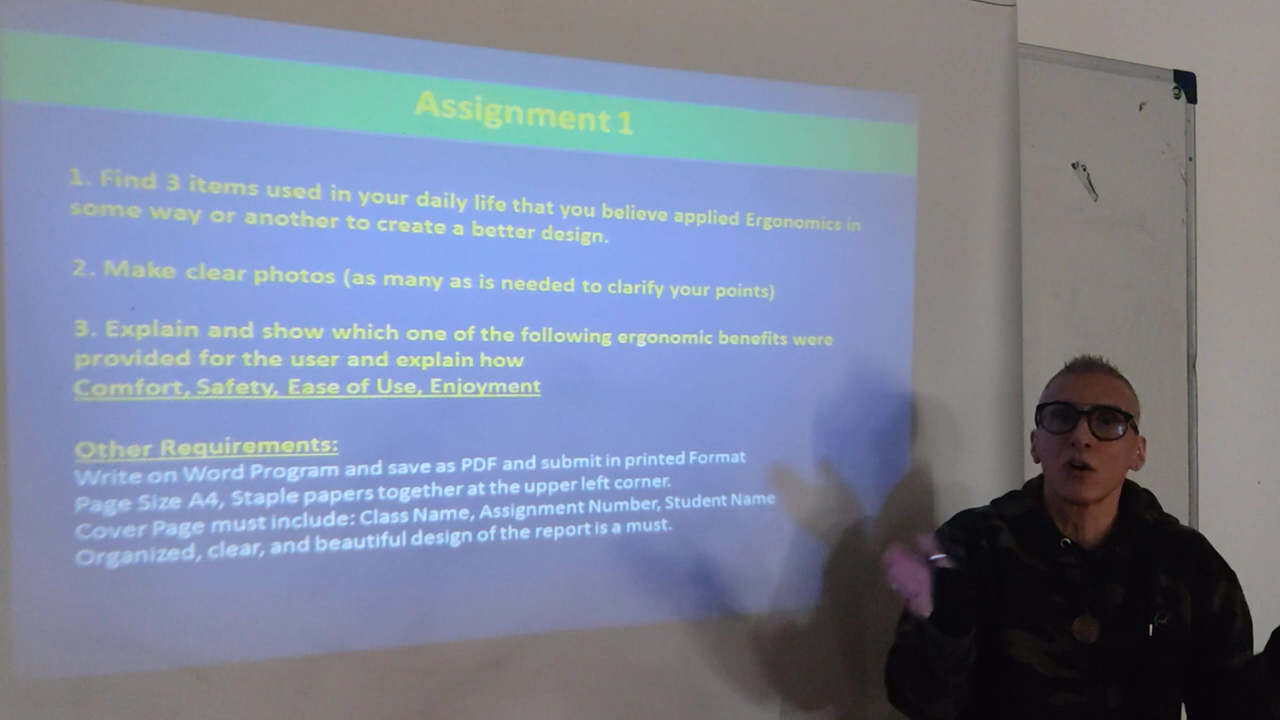 Assignment 1
1. Find 3 items used in your daily life that you believe applied Ergonomics in
some way or another to create a better design.
2. Make clear photos (as many as is needed to clarify your points)
3. Explain and show which one of the following ergonomic benefits were
provided for the user and explain how
Comfort, Safety, Ease of Use, Enjoyment
Other Requirements:
Write on Word Program and save as PDF and submit in printed Format
Page Size A4, Staple papers together at the upper left corner.
Cover Page must include: Class Name, Assignment Number, Student Name
Organized, clear, and beautiful design of the report is a must.